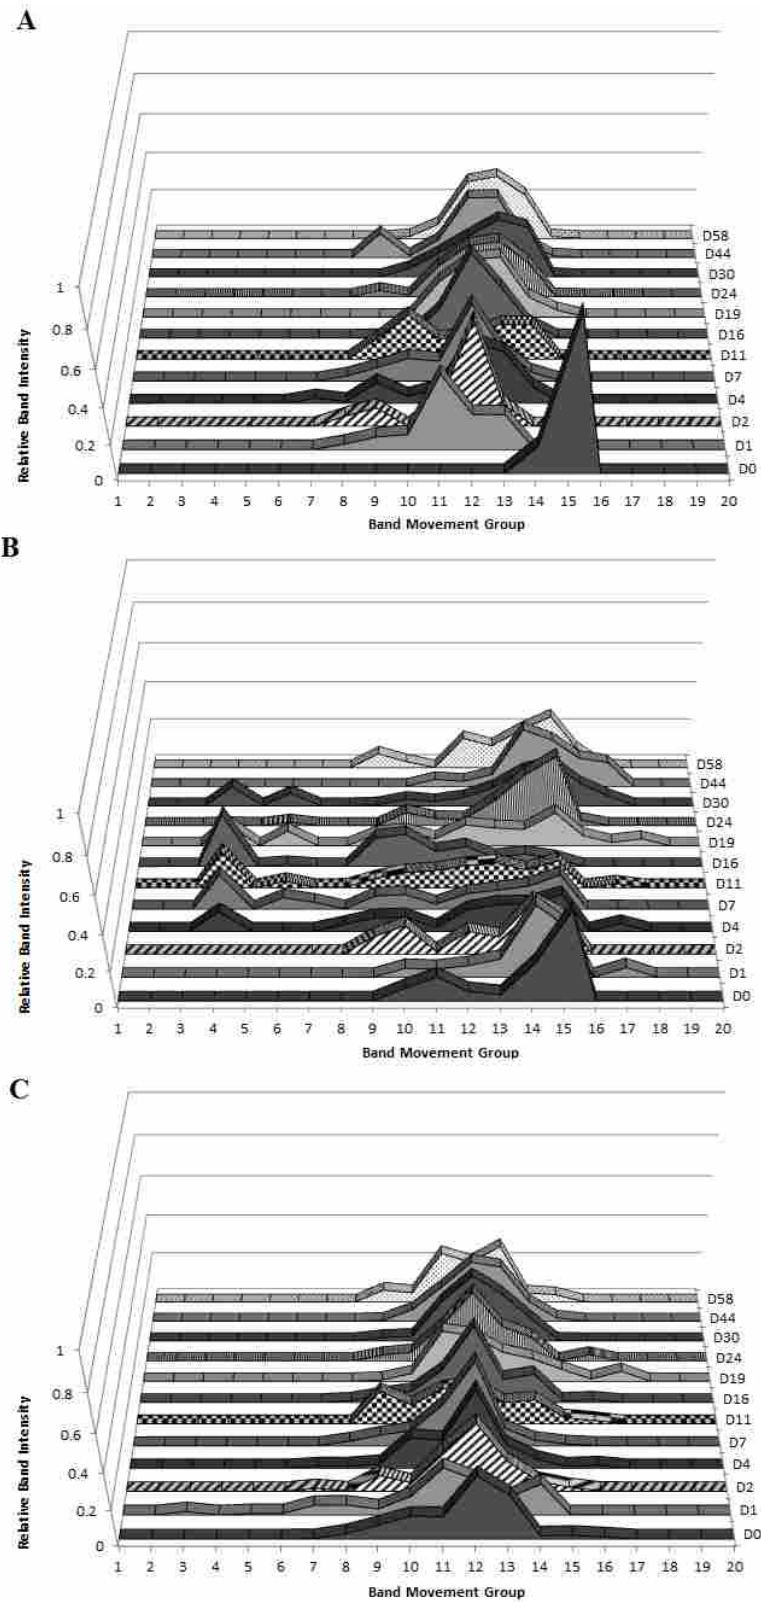 A
D58
D44
D30
D24
D19
D16
D11
D7
D4
D2
D1
D0
1
0.8
0.6
0.4
0.2
0
Relative Band Intensity
1 2 3 4 5 6 7 8 9 10 11 12 13 14 15 16 17 18 19 20
Band Movement Group
B
D58
D44
D30
D24
D19
D16
D11
D7
D4
D2
D1
D0
1
0.8
0.6
0.4
0.2
0
Relative Band Intensity
1 2 3 4 5 6 7 8 9 10 11 12 13 14 15 16 17 18 19 20
Band Movement Group
C
D58
D44
D30
D24
D19
D16
D11
D7
D4
D2
D1
D0
1
0.8
0.6
0.4
0.2
0
Relative Band Intensity
1 2 3 4 5 6 7 8 9 10 11 12 13 14 15 16 17 18 19 20
Band Movement Group